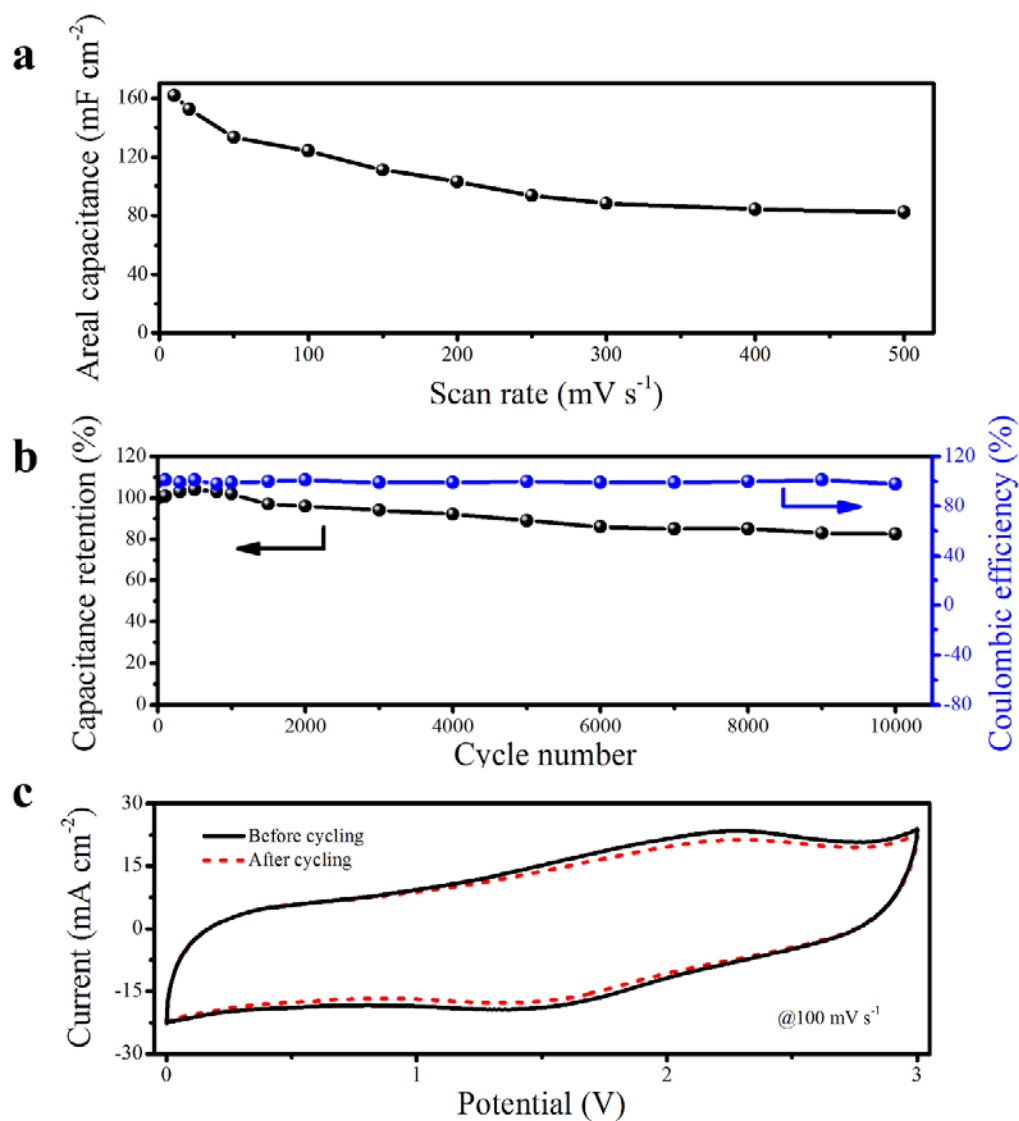 a
Areal capacitance (mF cm-2)
160
120
80
40
0
0 100 200 300 400 500
Scan rate (mV s-1)
b
Capacitance retention (%)
120
100
80
60
40
20
0
120
80
40
0
-40
-80
Coulombic efficiency (%)
0 2000 4000 6000 8000 10000
Cycle number
c
Current (mA cm-2)
30
15
0
-15
-30
Before cycling
After cycling
@100 mV s-1
0 1 2 3
Potential (V)